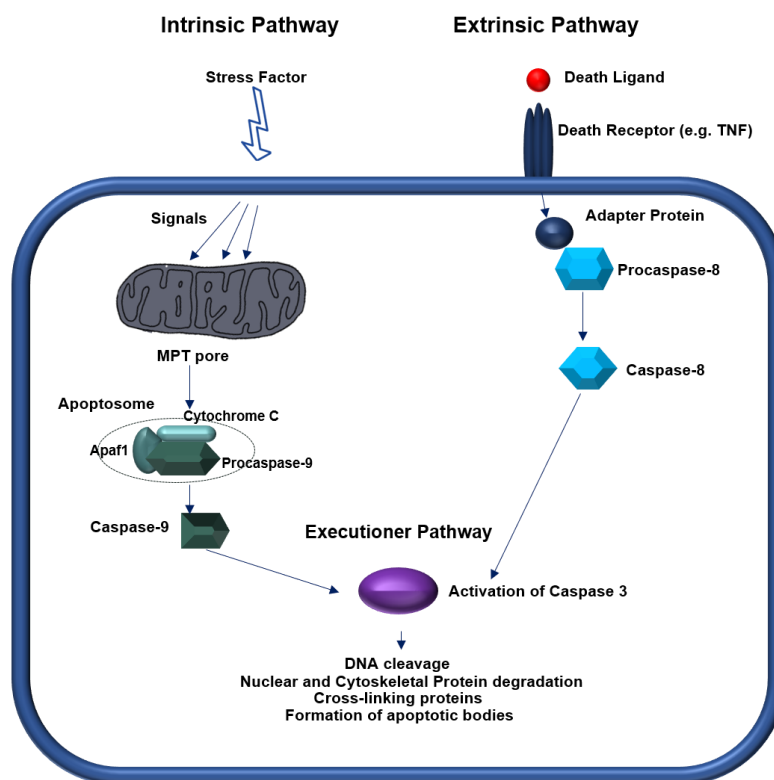 Intrinsic Pathway
Extrinsic Pathway
Stress Factor
Death Ligand
Death Receptor (e.g. TNF)
Signals
Adapter Protein
Procaspase-8
MPT pore
Caspase-8
Apoptosome
Cytochrome C
Apaf1
Procaspase-9
Caspase-9
Executioner Pathway
Activation of Caspase 3
DNA cleavage
Nuclear and Cytoskeletal Protein degradation
Cross-linking proteins
Formation of apoptotic bodies